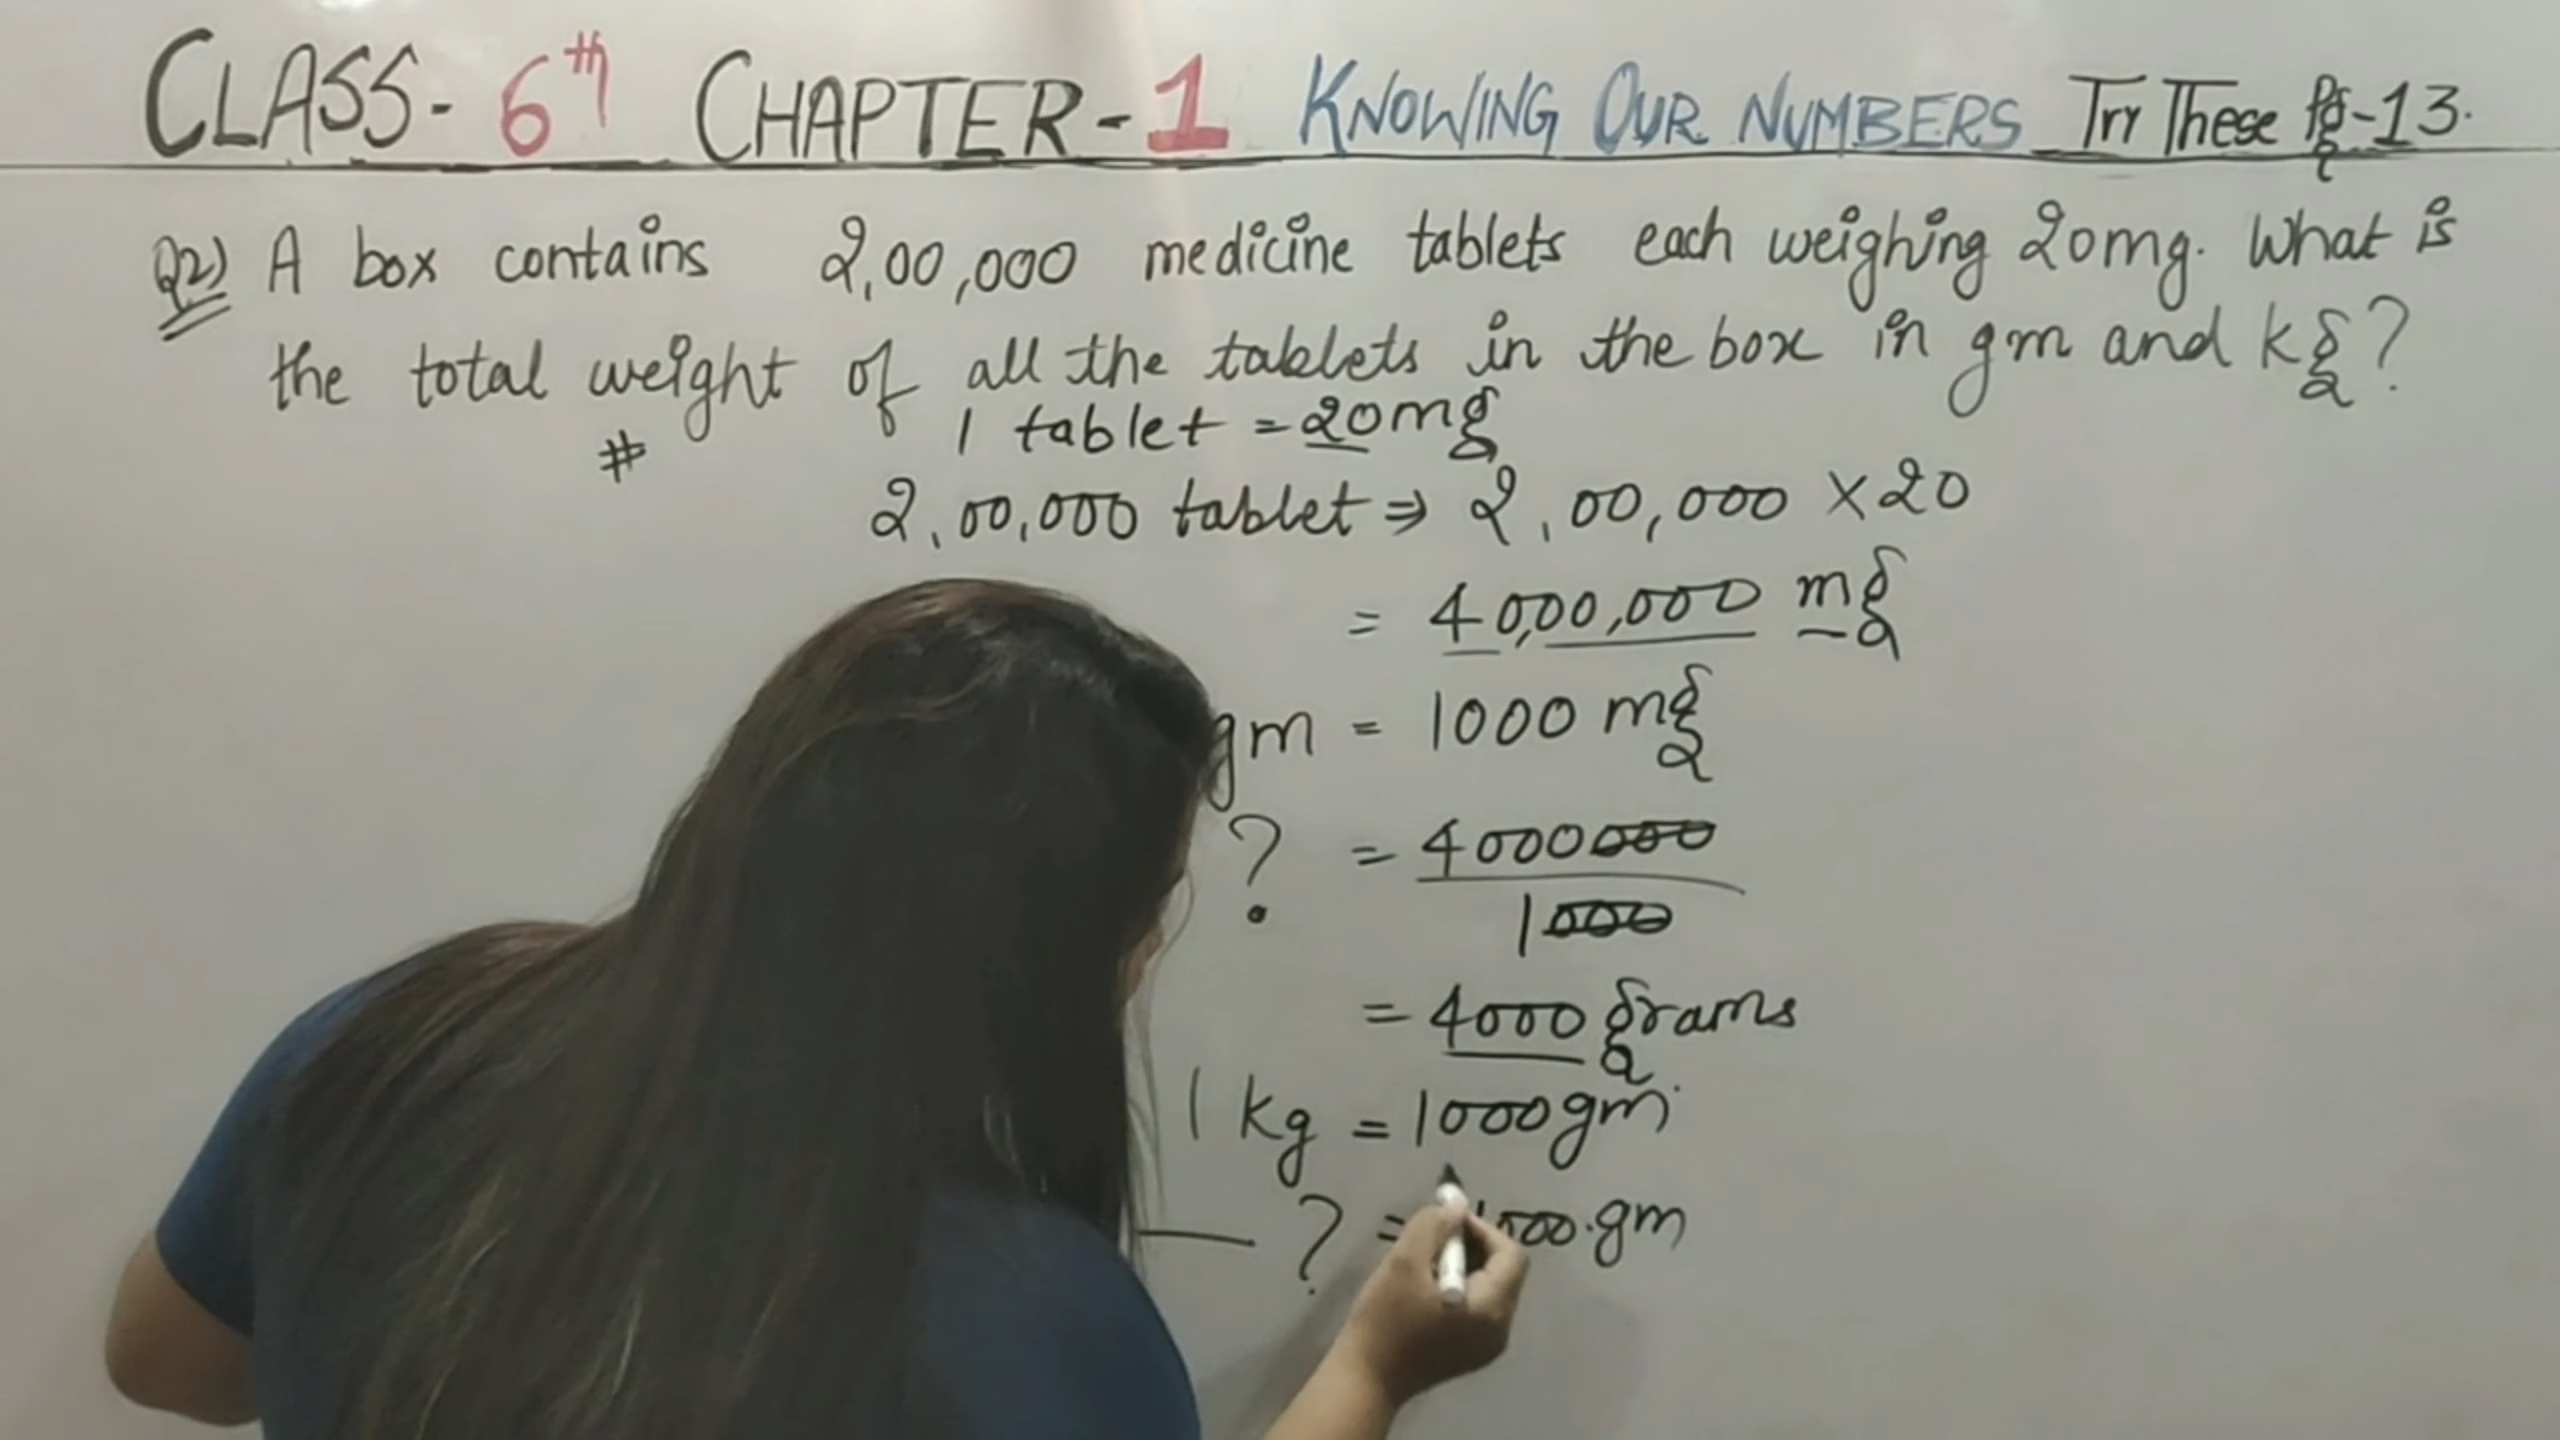 CLASS- 6th CHAPTER-1 KNOWING OUR NUMBERS Try These Pg-13.
Q2) A box contains 2,00,000 medicine tablets each weighing 20mg. What is
the total weight of all the tablets in the box in gm and kg?
# 1 tablet = 20mg
2,00,000 tablet ⇒ 2,00,000 × 20
= 40,00,000 mg
gm = 1000 mg
? = 4000000
1000
= 4000 grams
1 kg = 1000gm
— ? = 4000.gm